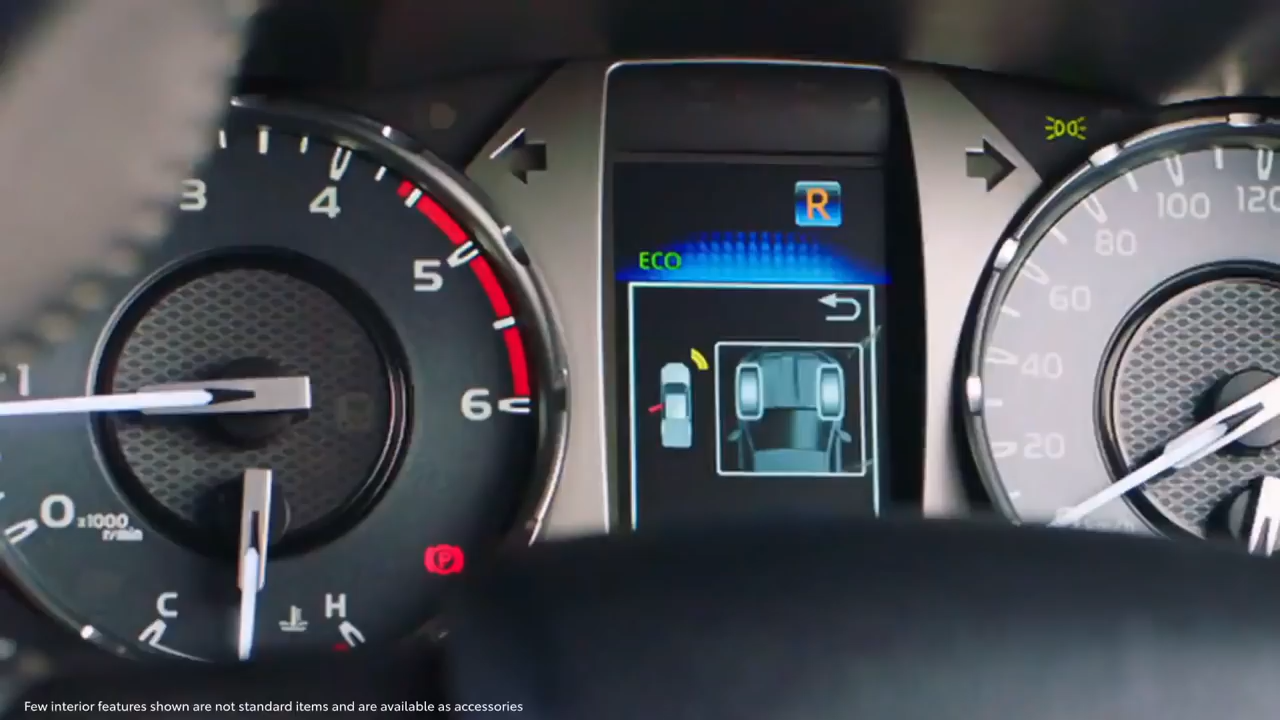 R
ECO
3
4
5
6
1
0
x1000
r/min
C
H
P
120
100
80
60
40
20
Few interior features shown are not standard items and are available as accessories